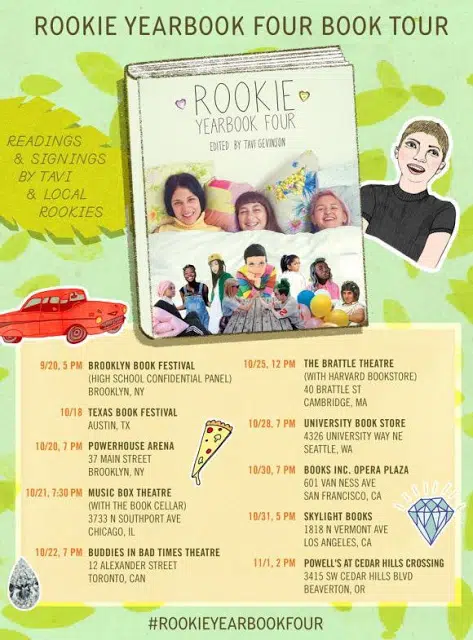 ROOKIE YEARBOOK FOUR BOOK TOUR
ROOKIE
YEARBOOK FOUR
EDITED BY TAVI GEVINSON
READINGS
& SIGNINGS
BY TAVI
& LOCAL
ROOKIES
9/20, 5 PM BROOKLYN BOOK FESTIVAL
(HIGH SCHOOL CONFIDENTIAL PANEL)
BROOKLYN, NY
10/18 TEXAS BOOK FESTIVAL
AUSTIN, TX
10/20, 7 PM POWERHOUSE ARENA
37 MAIN STREET
BROOKLYN, NY
10/21, 7:30 PM MUSIC BOX THEATRE
(WITH THE BOOK CELLAR)
3733 N SOUTHPORT AVE
CHICAGO, IL
10/22, 7 PM BUDDIES IN BAD TIMES THEATRE
12 ALEXANDER STREET
TORONTO, CAN
10/25, 12 PM THE BRATTLE THEATRE
(WITH HARVARD BOOKSTORE)
40 BRATTLE ST
CAMBRIDGE, MA
10/28, 7 PM UNIVERSITY BOOK STORE
4326 UNIVERSITY WAY NE
SEATTLE, WA
10/30, 7 PM BOOKS INC. OPERA PLAZA
601 VAN NESS AVE
SAN FRANCISCO, CA
10/31, 5 PM SKYLIGHT BOOKS
1818 N VERMONT AVE
LOS ANGELES, CA
11/1, 2 PM POWELL'S AT CEDAR HILLS CROSSING
3415 SW CEDAR HILLS BLVD
BEAVERTON, OR
#ROOKIEYEARBOOKFOUR